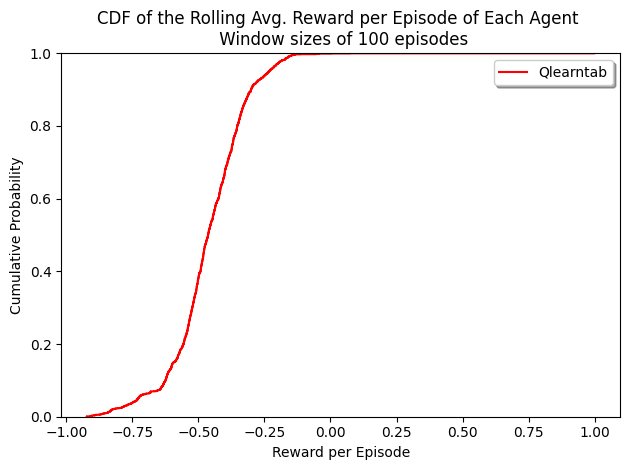 CDF of the Rolling Avg. Reward per Episode of Each Agent
Window sizes of 100 episodes
Qlearntab
1.0
0.8
0.6
0.4
0.2
0.0
Cumulative Probability
−1.00 −0.75 −0.50 −0.25 0.00 0.25 0.50 0.75 1.00
Reward per Episode